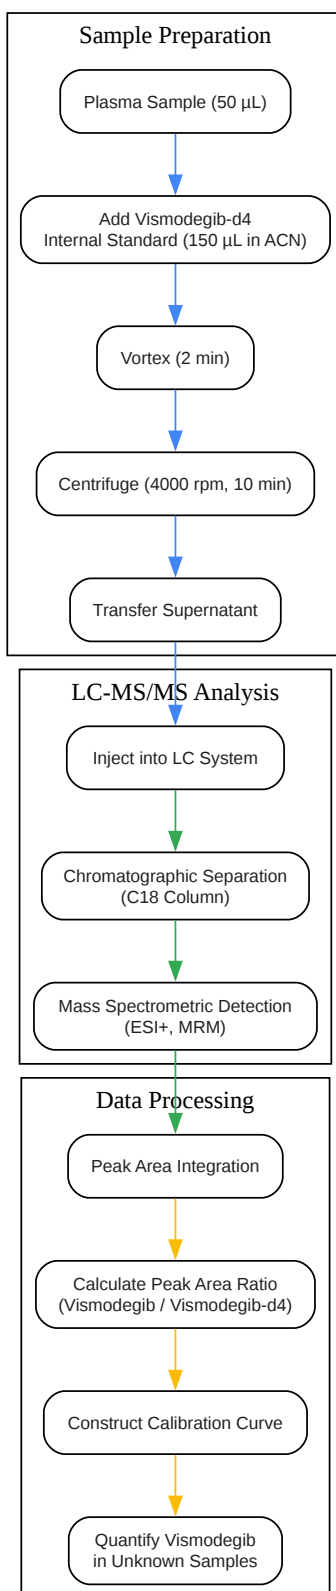 Sample Preparation
Plasma Sample (50 µL)
Add Vismodegib-d4
Internal Standard (150 µL in ACN)
Vortex (2 min)
Centrifuge (4000 rpm, 10 min)
Transfer Supernatant
LC-MS/MS Analysis
Inject into LC System
Chromatographic Separation
(C18 Column)
Mass Spectrometric Detection
(ESI+, MRM)
Data Processing
Peak Area Integration
Calculate Peak Area Ratio
(Vismodegib / Vismodegib-d4)
Construct Calibration Curve
Quantify Vismodegib
in Unknown Samples